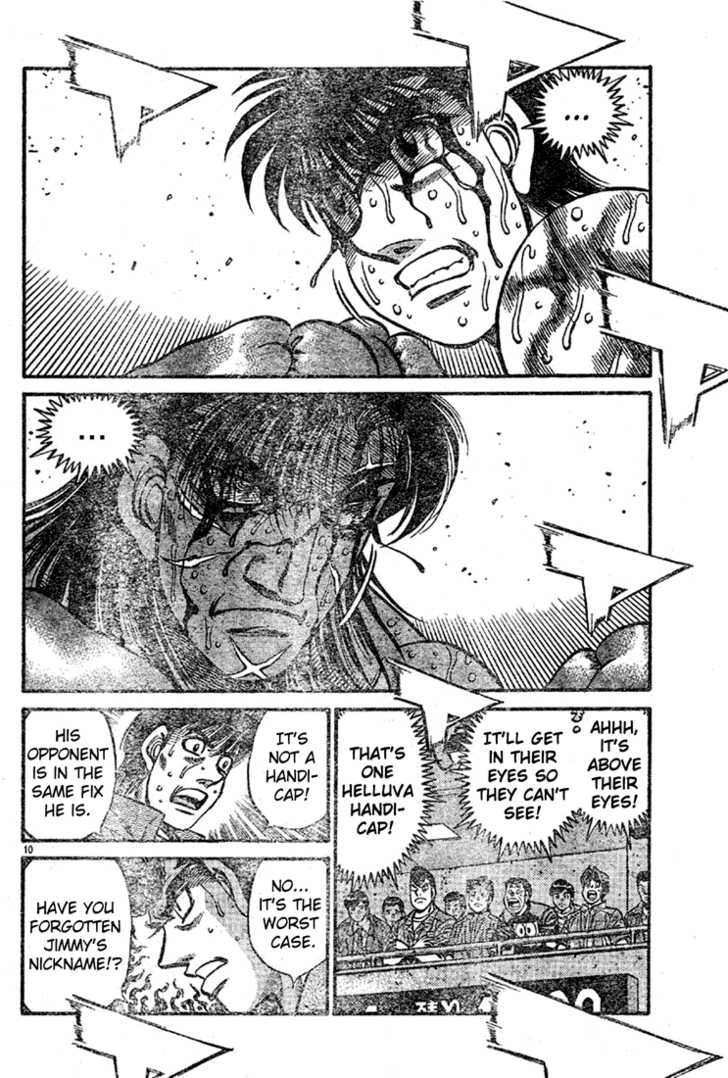 ...
...
AHHH,
IT'S
ABOVE
THEIR
EYES!
IT'LL GET
IN THEIR
EYES SO
THEY CAN'T
SEE!
THAT'S
ONE
HELLUVA
HANDI-
CAP!
IT'S
NOT A
HANDI-
CAP!
HIS
OPPONENT
IS IN THE
SAME FIX
HE IS.
10
NO...
IT'S THE
WORST
CASE.
HAVE YOU
FORGOTTEN
JIMMY'S
NICKNAME!?